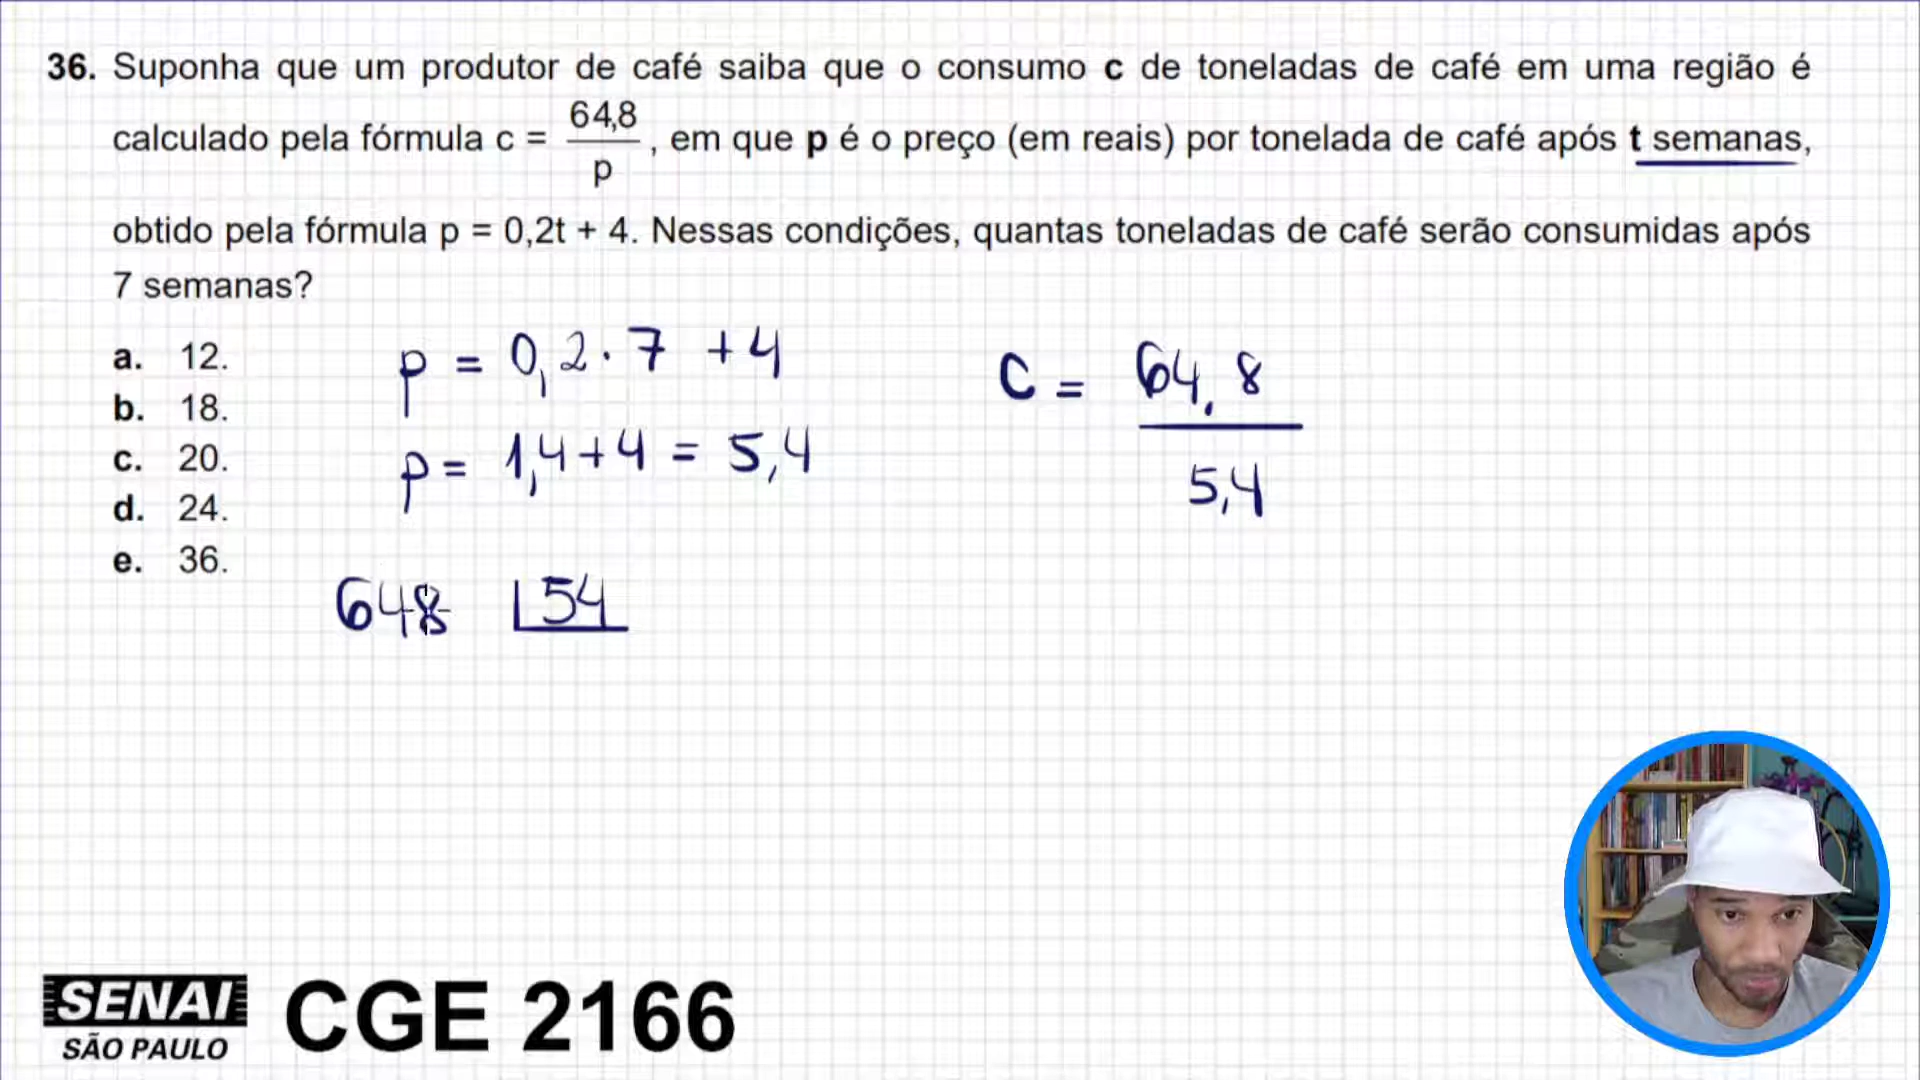 36. Suponha que um produtor de café saiba que o consumo c de toneladas de café em uma região é
calculado pela fórmula c = 64,8/p, em que p é o preço (em reais) por tonelada de café após t semanas,
obtido pela fórmula p = 0,2t + 4. Nessas condições, quantas toneladas de café serão consumidas após
7 semanas?
a. 12.
b. 18.
c. 20.
d. 24.
e. 36.
p = 0,2 · 7 + 4
p = 1,4 + 4 = 5,4
C = 64,8
5,4
648 54
SENAI
SÃO PAULO
CGE 2166